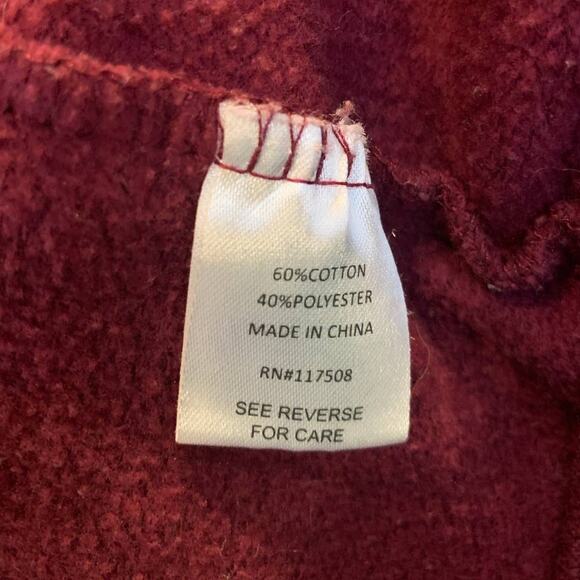 60%COTTON
40%POLYESTER
MADE IN CHINA
RN#117508
SEE REVERSE
FOR CARE